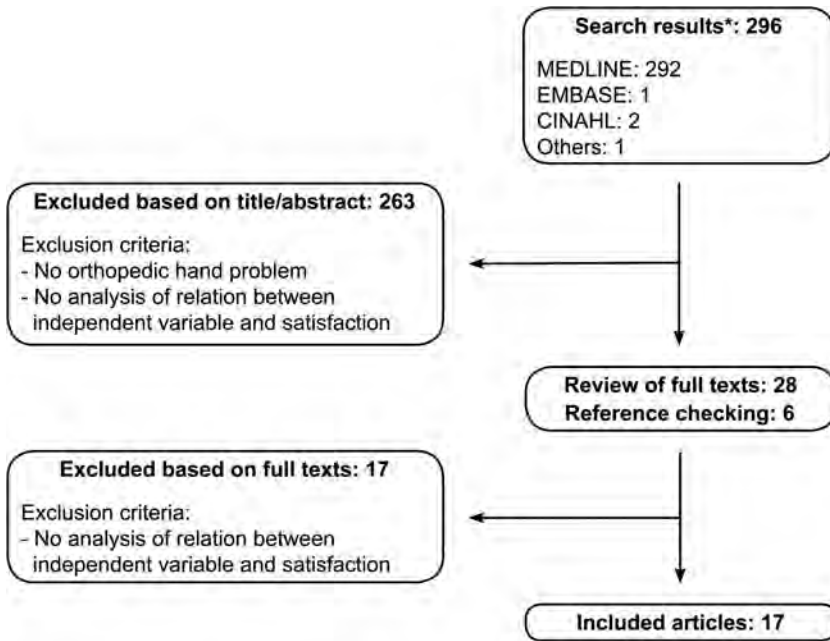 Search results*: 296
MEDLINE: 292
EMBASE: 1
CINAHL: 2
Others: 1
Excluded based on title/abstract: 263
Exclusion criteria:
- No orthopedic hand problem
- No analysis of relation between
independent variable and satisfaction
Review of full texts: 28
Reference checking: 6
Excluded based on full texts: 17
Exclusion criteria:
- No analysis of relation between
independent variable and satisfaction
Included articles: 17